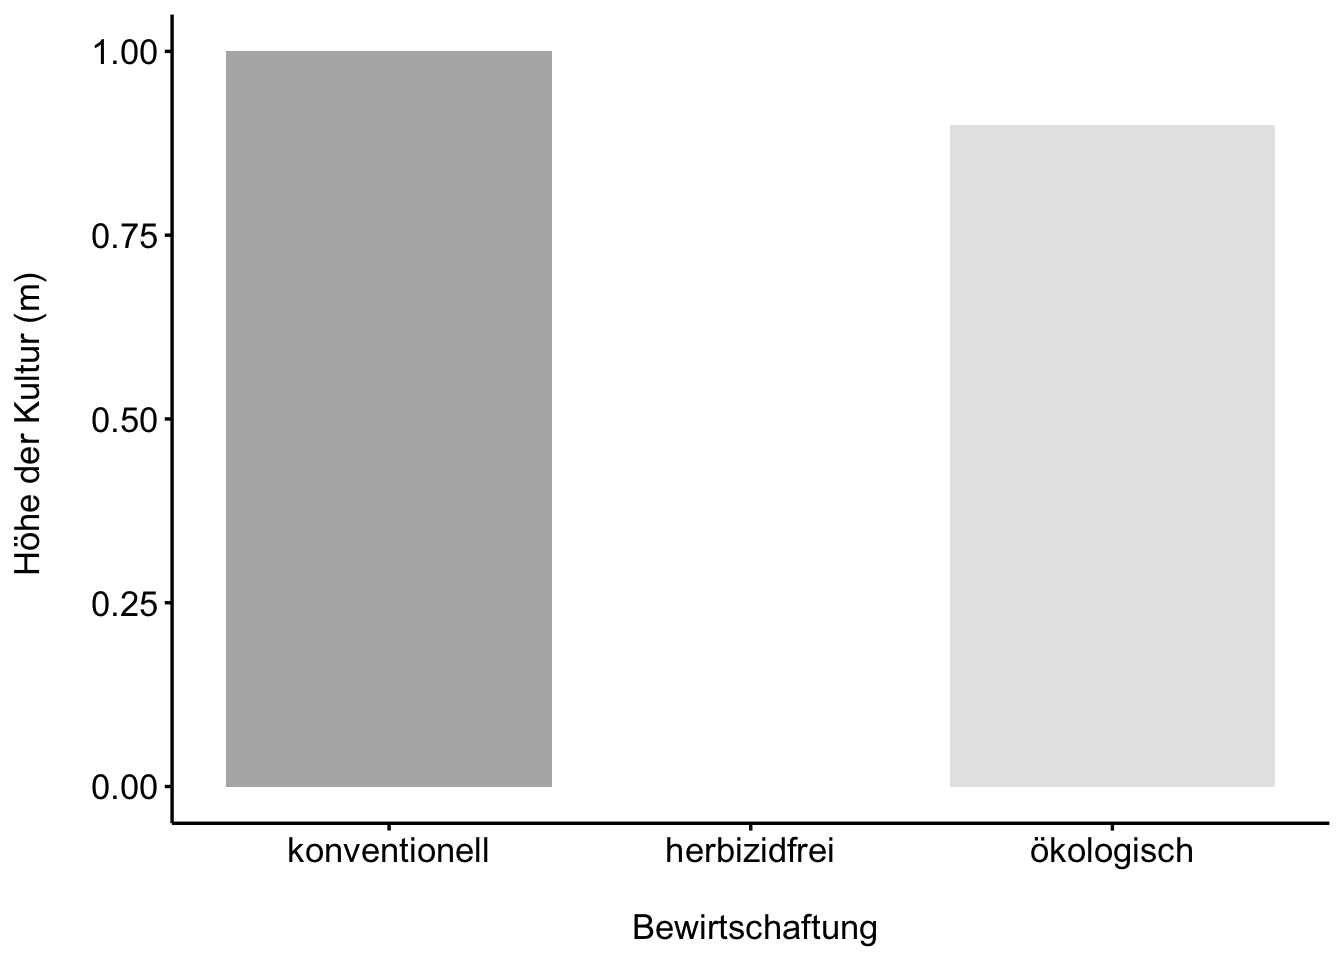 1.00
0.75
0.50
0.25
0.00
Höhe der Kultur (m)
konventionell herbizidfrei ökologisch
Bewirtschaftung